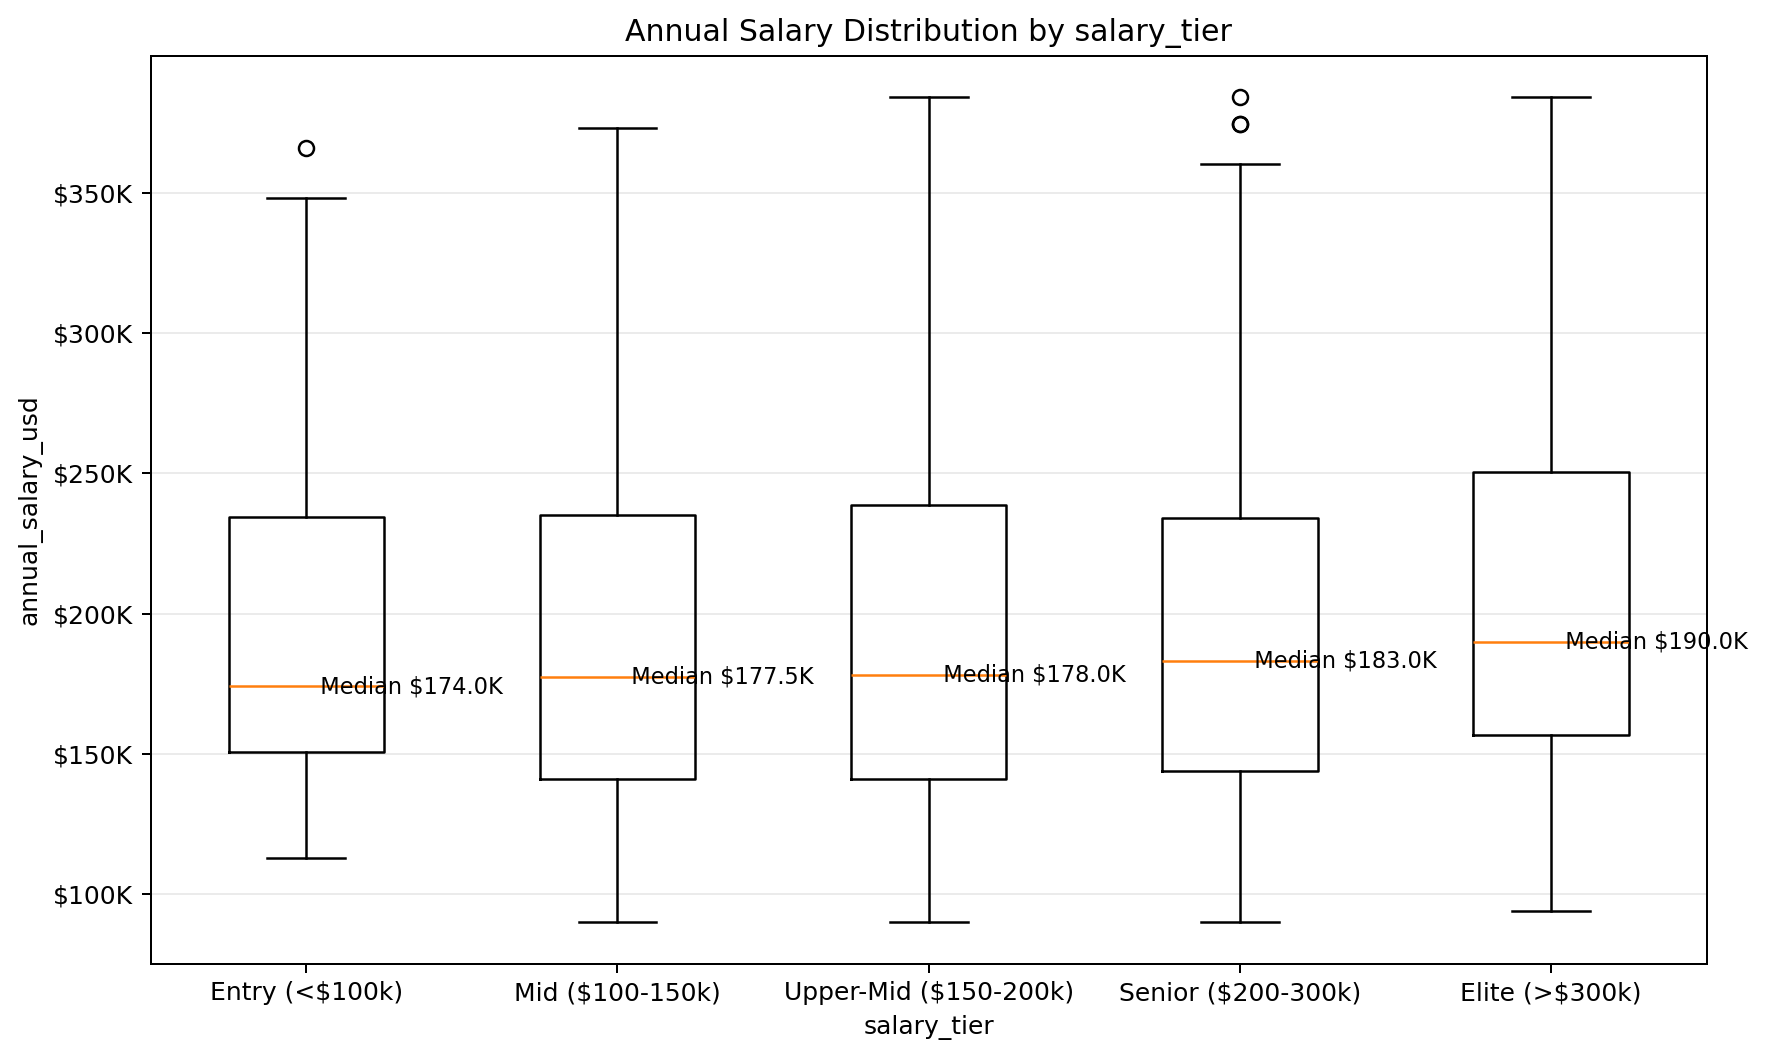 Annual Salary Distribution by salary_tier
annual_salary_usd
$350K
$300K
$250K
$200K
$150K
$100K
Median $174.0K
Median $177.5K
Median $178.0K
Median $183.0K
Median $190.0K
Entry (<$100k)
Mid ($100-150k)
Upper-Mid ($150-200k)
Senior ($200-300k)
Elite (>$300k)
salary_tier